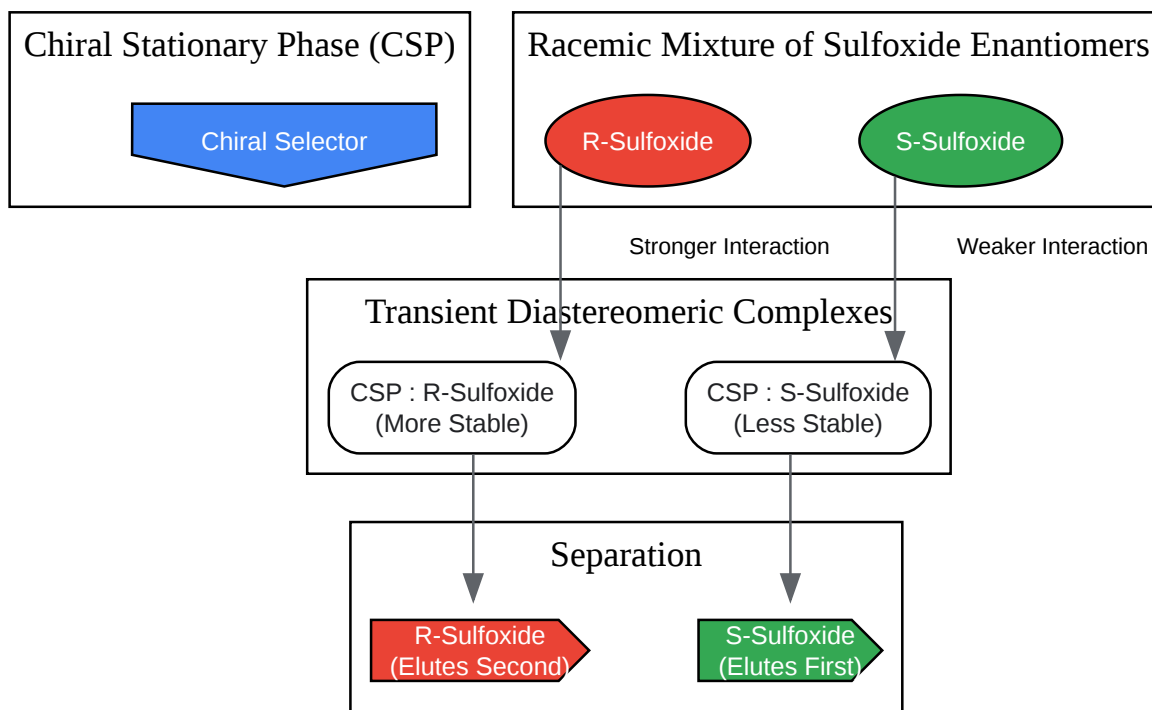 Chiral Stationary Phase (CSP)
Chiral Selector
Racemic Mixture of Sulfoxide Enantiomers
R-Sulfoxide
S-Sulfoxide
Stronger Interaction
Weaker Interaction
Transient Diastereomeric Complexes
CSP : R-Sulfoxide
(More Stable)
CSP : S-Sulfoxide
(Less Stable)
Separation
R-Sulfoxide
(Elutes Second)
S-Sulfoxide
(Elutes First)